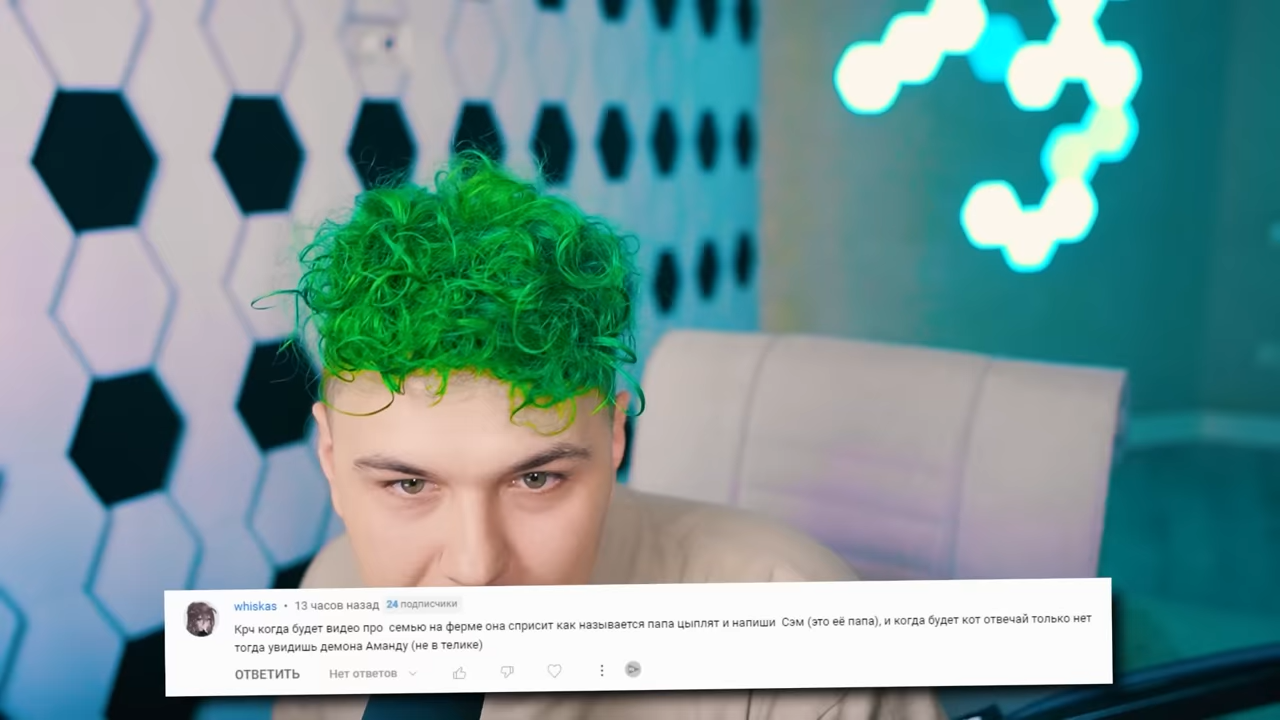 whiskas • 13 часов назад 24 подписчики
Крч когда будет видео про семью на ферме она сприсит как называется папа цыплят и напиши Сэм (это её папа), и когда будет кот отвечай только нет
тогда увидишь демона Аманду (не в телике)
ОТВЕТИТЬ Нет ответов